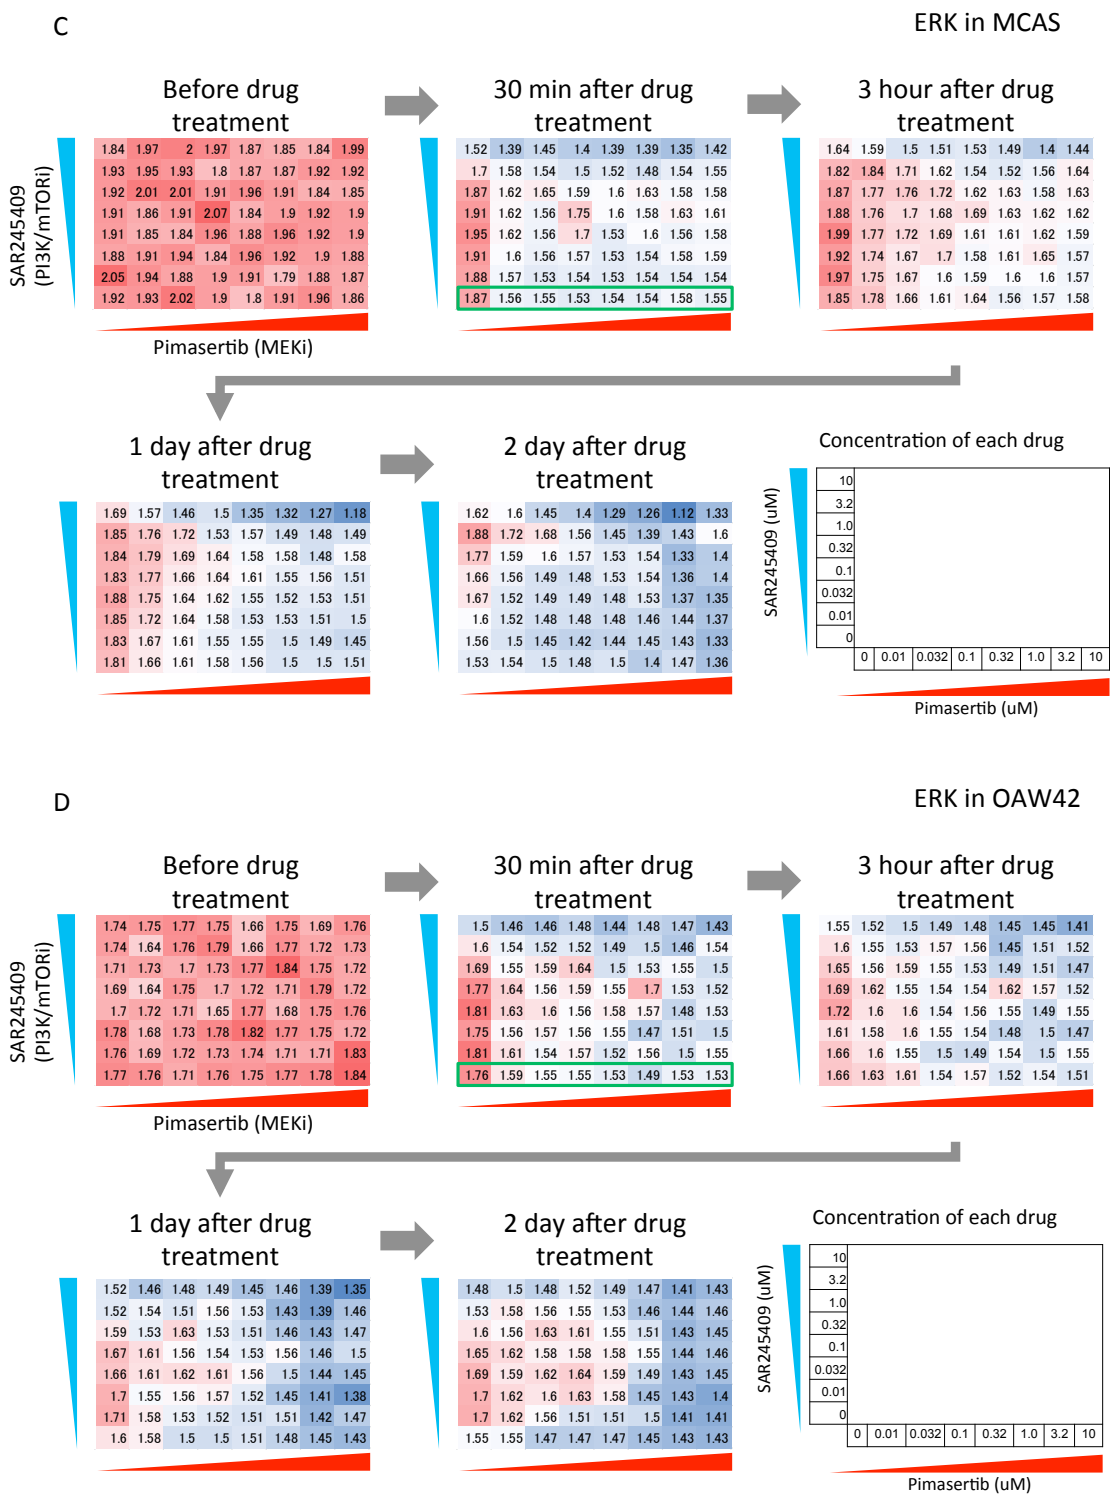 C
ERK in MCAS
Before drug treatment
30 min after drug treatment
3 hour after drug treatment
SAR245409 (PI3K/mTORi)
1.84 1.97 2 1.97 1.87 1.85 1.84 1.99
1.93 1.95 1.93 1.8 1.87 1.87 1.92 1.92
1.92 2.01 2.01 1.91 1.96 1.91 1.84 1.85
1.91 1.86 1.91 2.07 1.84 1.9 1.92 1.9
1.91 1.85 1.84 1.96 1.88 1.96 1.92 1.9
1.88 1.91 1.94 1.84 1.96 1.92 1.9 1.88
2.05 1.94 1.88 1.9 1.91 1.79 1.88 1.87
1.92 1.93 2.02 1.9 1.8 1.91 1.96 1.86
1.52 1.39 1.45 1.4 1.39 1.39 1.35 1.42
1.7 1.58 1.54 1.5 1.52 1.48 1.54 1.55
1.87 1.62 1.65 1.59 1.6 1.63 1.58 1.58
1.91 1.62 1.56 1.75 1.6 1.58 1.63 1.61
1.95 1.62 1.56 1.7 1.53 1.6 1.56 1.58
1.91 1.6 1.56 1.57 1.53 1.54 1.58 1.59
1.88 1.57 1.53 1.54 1.53 1.54 1.54 1.54
1.87 1.56 1.55 1.53 1.54 1.54 1.58 1.55
1.64 1.59 1.5 1.51 1.53 1.49 1.4 1.44
1.82 1.84 1.71 1.62 1.54 1.52 1.56 1.64
1.87 1.77 1.76 1.72 1.62 1.63 1.58 1.63
1.88 1.76 1.7 1.68 1.69 1.63 1.62 1.62
1.99 1.77 1.72 1.69 1.61 1.61 1.62 1.59
1.92 1.74 1.67 1.7 1.58 1.61 1.65 1.57
1.97 1.75 1.67 1.6 1.59 1.6 1.6 1.57
1.85 1.78 1.66 1.61 1.64 1.56 1.57 1.58
Pimasertib (MEKi)
1 day after drug treatment
2 day after drug treatment
Concentration of each drug
1.69 1.57 1.46 1.5 1.35 1.32 1.27 1.18
1.85 1.76 1.72 1.53 1.57 1.49 1.48 1.49
1.84 1.79 1.69 1.64 1.58 1.58 1.48 1.58
1.83 1.77 1.66 1.64 1.61 1.55 1.56 1.51
1.88 1.75 1.64 1.62 1.55 1.52 1.53 1.51
1.85 1.72 1.64 1.58 1.53 1.53 1.51 1.5
1.83 1.67 1.61 1.55 1.55 1.5 1.49 1.45
1.81 1.66 1.61 1.58 1.56 1.5 1.5 1.51
1.62 1.6 1.45 1.4 1.29 1.26 1.12 1.33
1.88 1.72 1.68 1.56 1.45 1.39 1.43 1.6
1.77 1.59 1.6 1.57 1.53 1.54 1.33 1.4
1.66 1.56 1.49 1.48 1.53 1.54 1.36 1.4
1.67 1.52 1.49 1.49 1.48 1.53 1.37 1.35
1.6 1.52 1.48 1.48 1.48 1.46 1.44 1.37
1.56 1.5 1.45 1.42 1.44 1.45 1.43 1.33
1.53 1.54 1.5 1.48 1.5 1.4 1.47 1.36
SAR245409 (uM)
10
3.2
1.0
0.32
0.1
0.032
0.01
0
0 0.01 0.032 0.1 0.32 1.0 3.2 10
Pimasertib (uM)
D
ERK in OAW42
Before drug treatment
30 min after drug treatment
3 hour after drug treatment
SAR245409 (PI3K/mTORi)
1.74 1.75 1.77 1.75 1.66 1.75 1.69 1.76
1.74 1.64 1.76 1.79 1.66 1.77 1.72 1.73
1.71 1.73 1.7 1.73 1.77 1.84 1.75 1.72
1.69 1.64 1.75 1.7 1.72 1.71 1.79 1.72
1.7 1.72 1.71 1.65 1.77 1.68 1.75 1.76
1.78 1.68 1.73 1.78 1.82 1.77 1.75 1.72
1.76 1.69 1.72 1.73 1.74 1.71 1.71 1.83
1.77 1.76 1.71 1.76 1.75 1.77 1.78 1.84
1.5 1.46 1.46 1.48 1.44 1.48 1.47 1.43
1.6 1.54 1.52 1.52 1.49 1.5 1.46 1.54
1.69 1.55 1.59 1.64 1.5 1.53 1.55 1.5
1.77 1.64 1.56 1.59 1.55 1.7 1.53 1.52
1.81 1.63 1.6 1.56 1.58 1.57 1.48 1.53
1.75 1.56 1.57 1.56 1.55 1.47 1.51 1.5
1.81 1.61 1.54 1.57 1.52 1.56 1.5 1.55
1.76 1.59 1.55 1.55 1.53 1.49 1.53 1.53
1.55 1.52 1.5 1.49 1.48 1.45 1.45 1.41
1.6 1.55 1.53 1.57 1.56 1.45 1.51 1.52
1.65 1.56 1.59 1.55 1.53 1.49 1.51 1.47
1.69 1.62 1.55 1.54 1.54 1.62 1.57 1.52
1.72 1.6 1.6 1.54 1.56 1.55 1.49 1.55
1.61 1.58 1.6 1.55 1.54 1.48 1.5 1.47
1.66 1.6 1.55 1.5 1.49 1.54 1.5 1.55
1.66 1.63 1.61 1.54 1.57 1.52 1.54 1.51
Pimasertib (MEKi)
1 day after drug treatment
2 day after drug treatment
Concentration of each drug
1.52 1.46 1.48 1.49 1.45 1.46 1.39 1.35
1.52 1.54 1.51 1.56 1.53 1.43 1.39 1.46
1.59 1.53 1.63 1.53 1.51 1.46 1.43 1.47
1.67 1.61 1.56 1.54 1.53 1.56 1.46 1.5
1.66 1.61 1.62 1.61 1.56 1.5 1.44 1.45
1.7 1.55 1.56 1.57 1.52 1.45 1.41 1.38
1.71 1.58 1.53 1.52 1.51 1.51 1.42 1.47
1.6 1.58 1.5 1.5 1.51 1.48 1.45 1.43
1.48 1.5 1.48 1.52 1.49 1.47 1.41 1.43
1.53 1.58 1.56 1.55 1.53 1.46 1.44 1.46
1.6 1.56 1.63 1.61 1.55 1.51 1.43 1.45
1.65 1.62 1.58 1.58 1.58 1.55 1.44 1.46
1.69 1.59 1.62 1.64 1.59 1.49 1.43 1.45
1.7 1.62 1.6 1.63 1.58 1.45 1.43 1.4
1.7 1.62 1.56 1.51 1.51 1.5 1.41 1.41
1.55 1.55 1.47 1.47 1.47 1.45 1.43 1.43
SAR245409 (uM)
10
3.2
1.0
0.32
0.1
0.032
0.01
0
0 0.01 0.032 0.1 0.32 1.0 3.2 10
Pimasertib (uM)